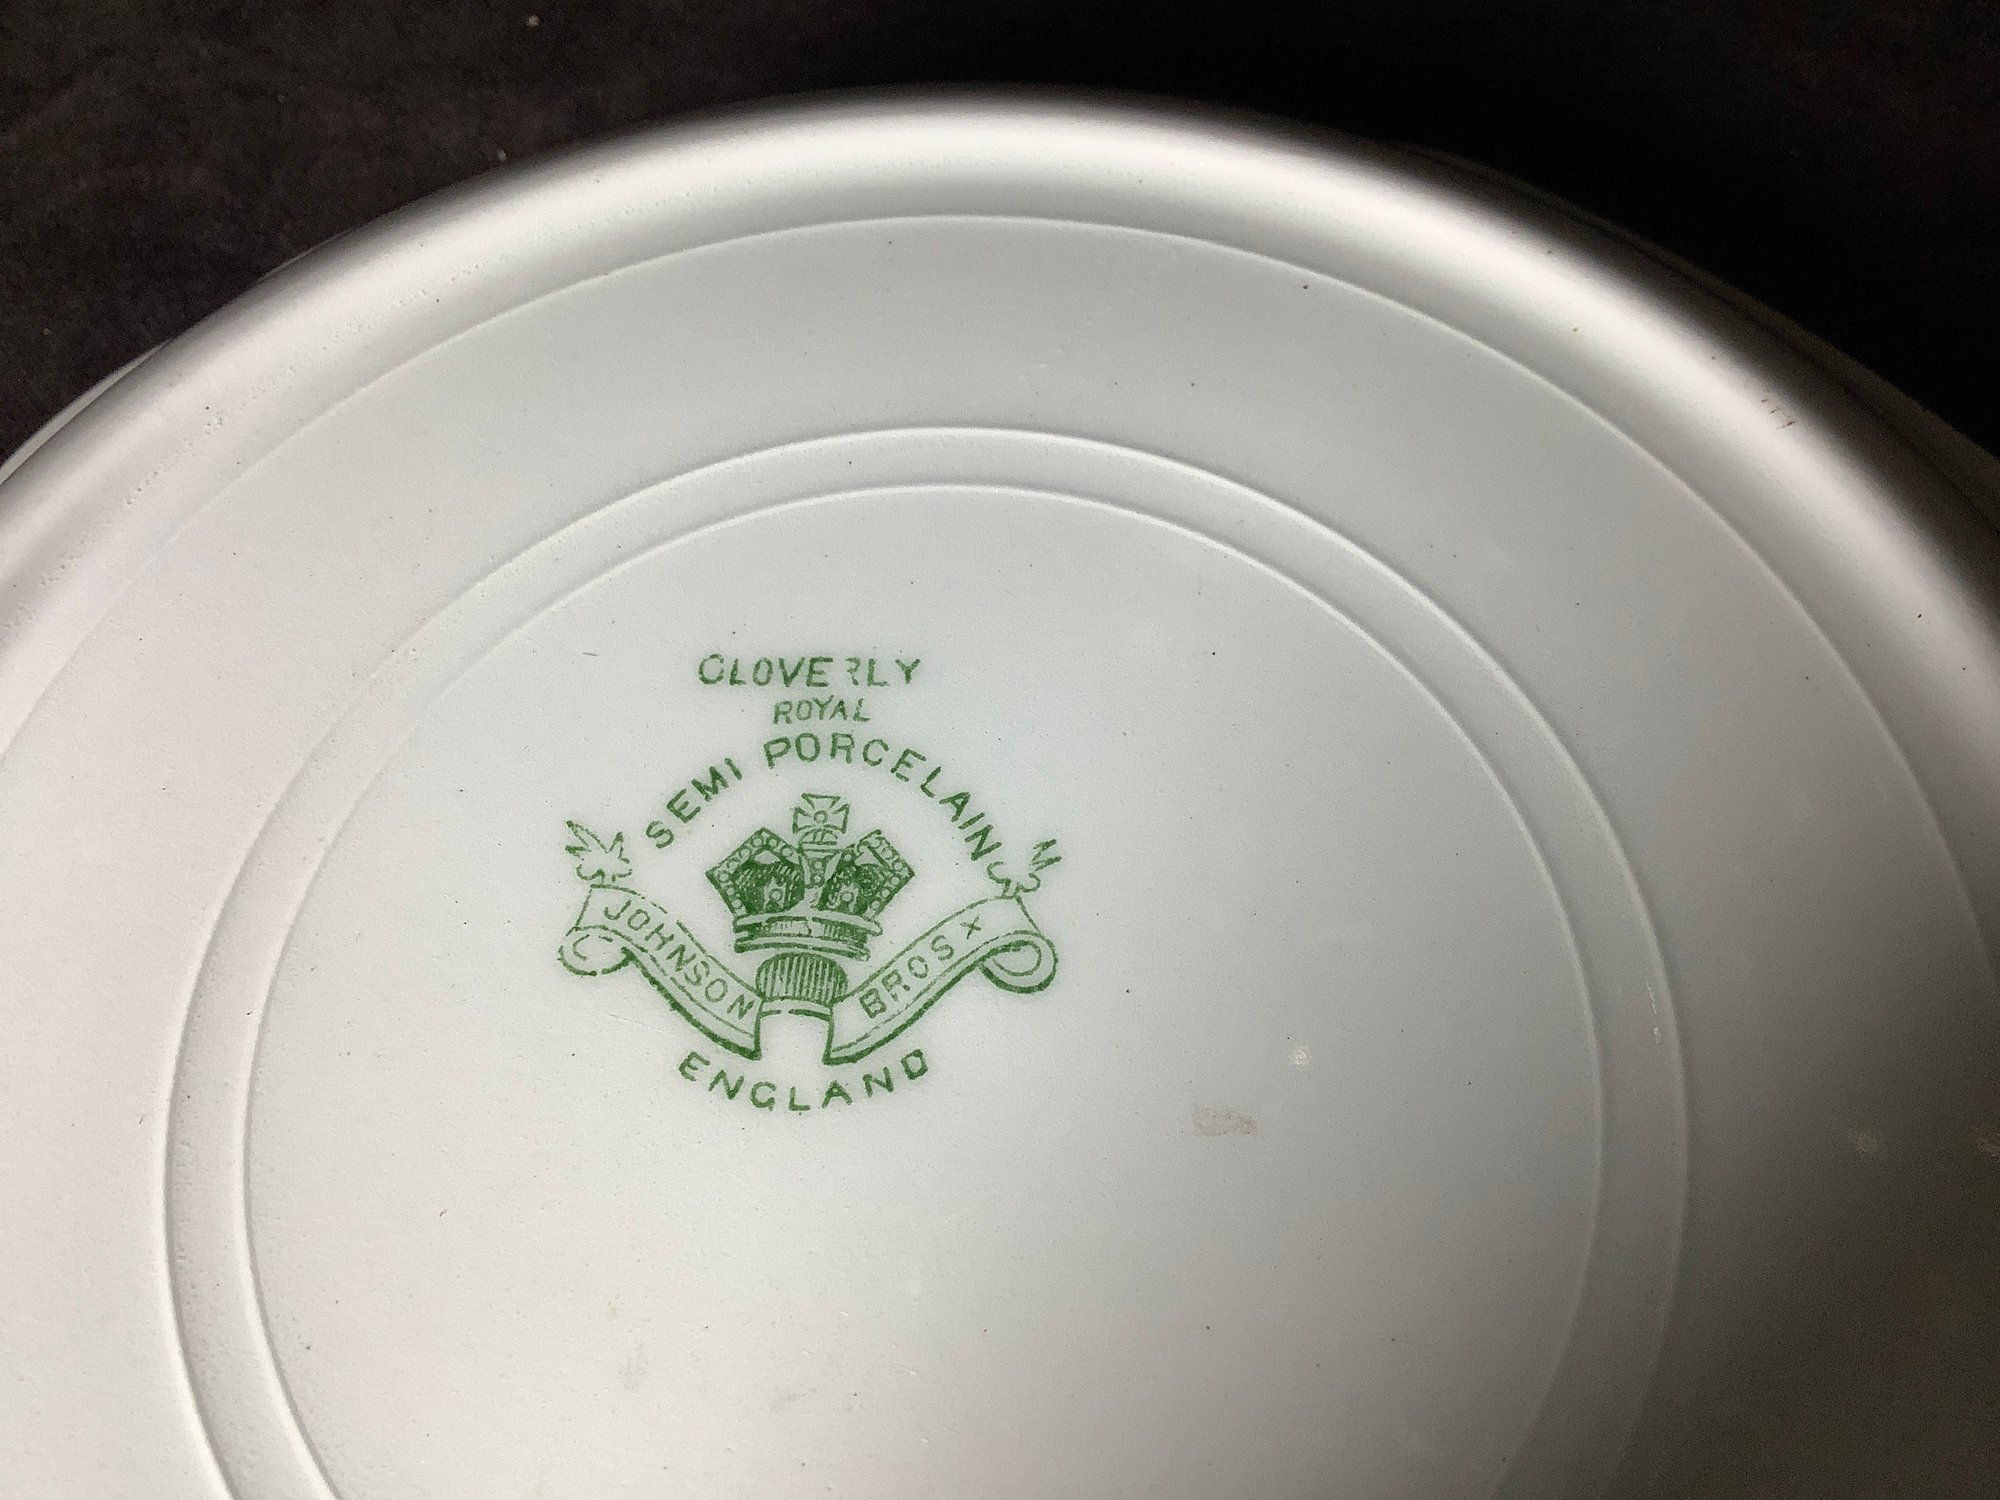 CLOVERLY
ROYAL
SEMI PORCELAIN
JOHNSON BROS X
ENGLAND